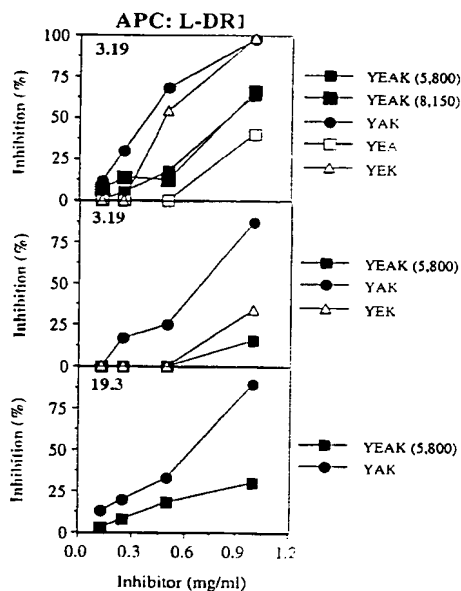 APC: L-DR1
3.19
100
75
50
25
0
Inhibition (%)
YEAK (5,800)
YEAK (8,150)
YAK
YEA
YEK
3.19
75
50
25
0
Inhibition (%)
YEAK (5,800)
YAK
YEK
19.3
75
50
25
0
Inhibition (%)
YEAK (5,800)
YAK
0.0 0.3 0.6 0.9 1.2
Inhibitor (mg/ml)